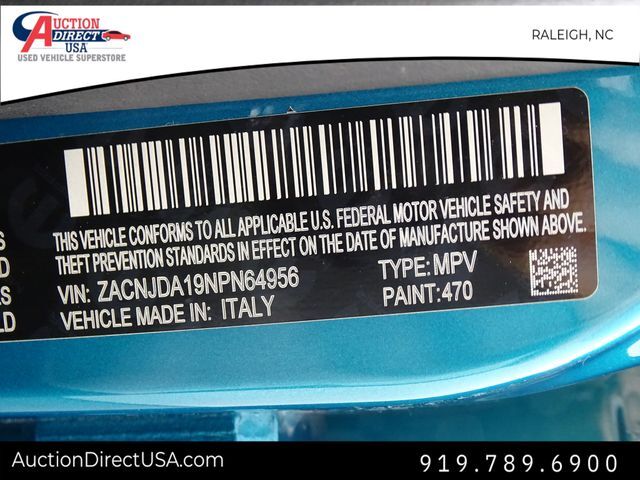 AUCTION
DIRECT
USA
USED VEHICLE SUPERSTORE
RALEIGH, NC
S
D
ES
LD
THIS VEHICLE CONFORMS TO ALL APPLICABLE U.S. FEDERAL MOTOR VEHICLE SAFETY AND
THEFT PREVENTION STANDARDS IN EFFECT ON THE DATE OF MANUFACTURE SHOWN ABOVE.
VIN: ZACNJDA19NPN64956 TYPE: MPV
VEHICLE MADE IN: ITALY PAINT: 470
AuctionDirectUSA.com 919.789.6900